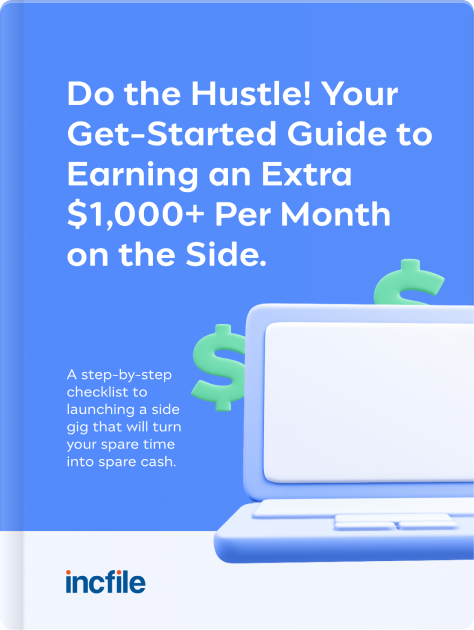 Do the Hustle! Your
Get-Started Guide to
Earning an Extra
$1,000+ Per Month
on the Side.
A step-by-step
checklist to
launching a side
gig that will turn
your spare time
into spare cash.
incfile